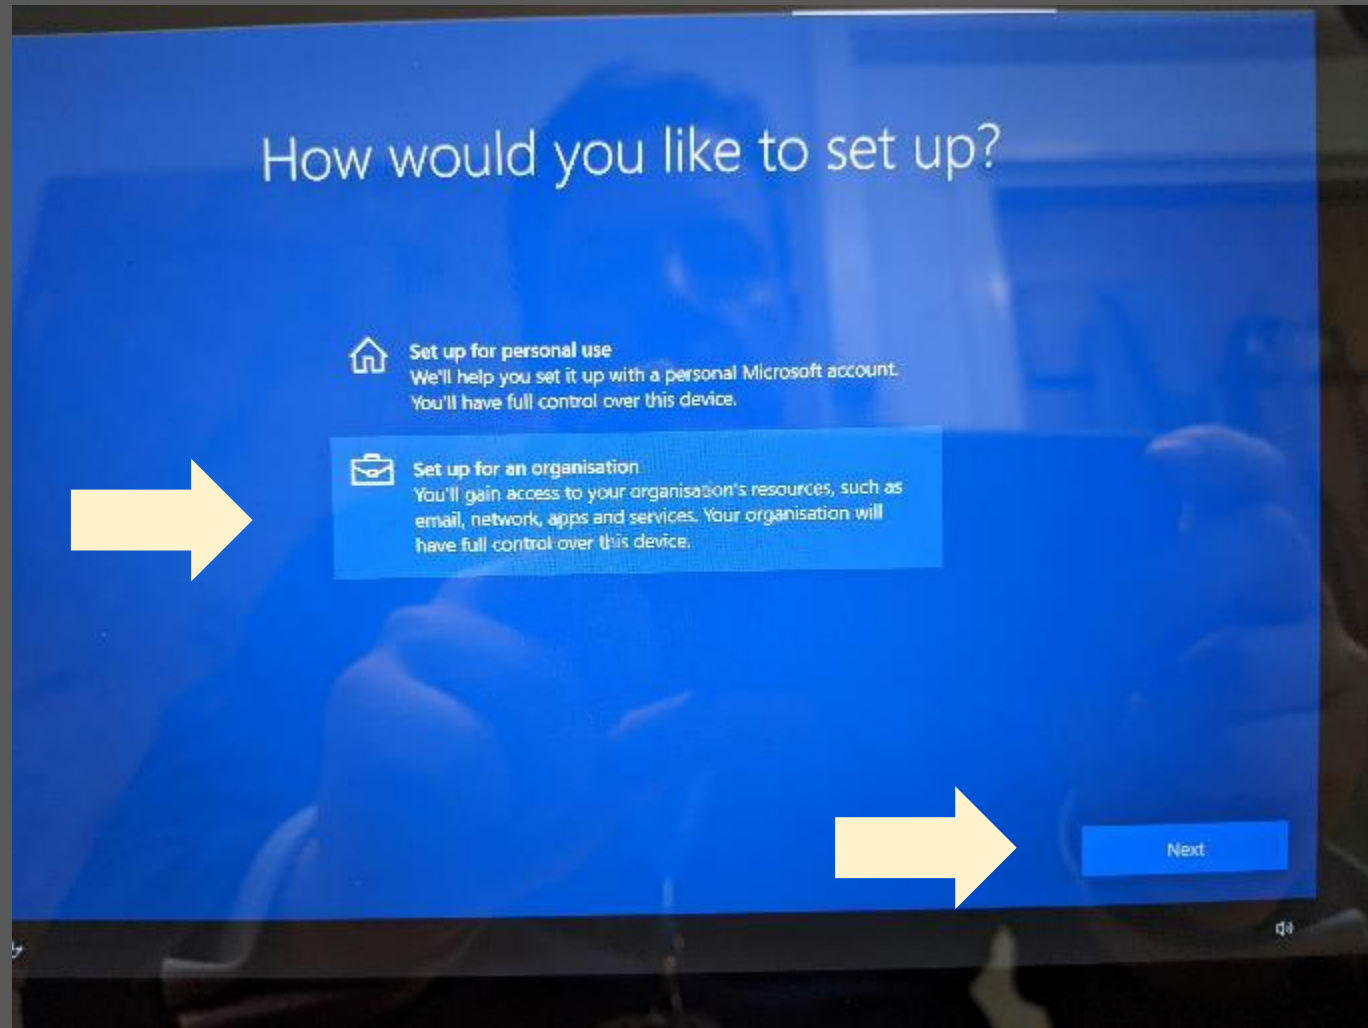 How would you like to set up?
Set up for personal use
We'll help you set it up with a personal Microsoft account.
You'll have full control over this device.
Set up for an organisation
You'll gain access to your organisation's resources, such as
email, network, apps and services. Your organisation will
have full control over this device.
Next